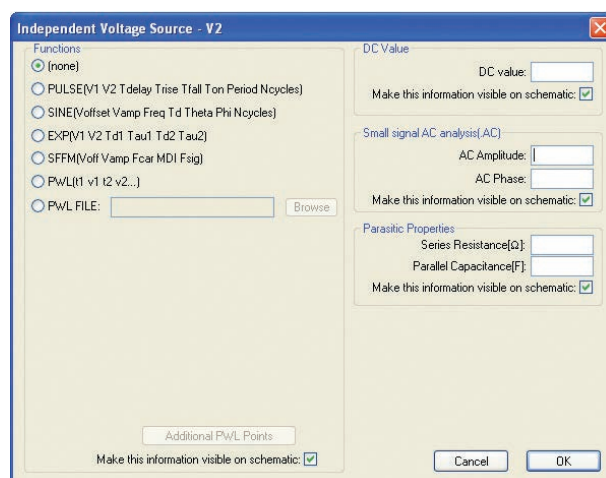 Independent Voltage Source - V2
Functions
(none)
PULSE(V1 V2 Tdelay Trise Tfall Ton Period Ncycles)
SINE(Voffset Vamp Freq Td Theta Phi Ncycles)
EXP(V1 V2 Td1 Tau1 Td2 Tau2)
SFFM(Voff Vamp Fcar MDI Fsig)
PWL(t1 v1 t2 v2...)
PWL FILE:
Browse
Additional PWL Points
Make this information visible on schematic:
DC Value
DC value:
Make this information visible on schematic:
Small signal AC analysis(.AC)
AC Amplitude:
AC Phase:
Make this information visible on schematic:
Parasitic Properties
Series Resistance[Ω]:
Parallel Capacitance[F]:
Make this information visible on schematic:
Cancel
OK